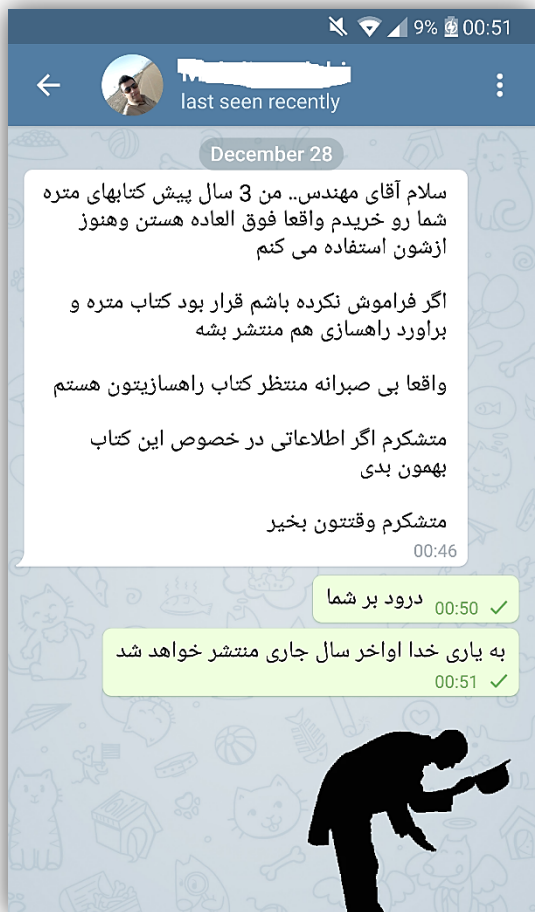 9% 00:51
last seen recently
December 28
سلام آقای مهندس.. من 3 سال پیش کتابهای متره
شما رو خریدم واقعا فوق العاده هستن وهنوز
ازشون استفاده می کنم
اگر فراموش نکرده باشم قرار بود کتاب متره و
براورد راهسازی هم منتشر بشه
واقعا بی صبرانه منتظر کتاب راهسازیتون هستم
متشکرم اگر اطلاعاتی در خصوص این کتاب
بهمون بدی
متشکرم وقتتون بخیر
00:46
درود بر شما
00:50
به یاری خدا اواخر سال جاری منتشر خواهد شد
00:51